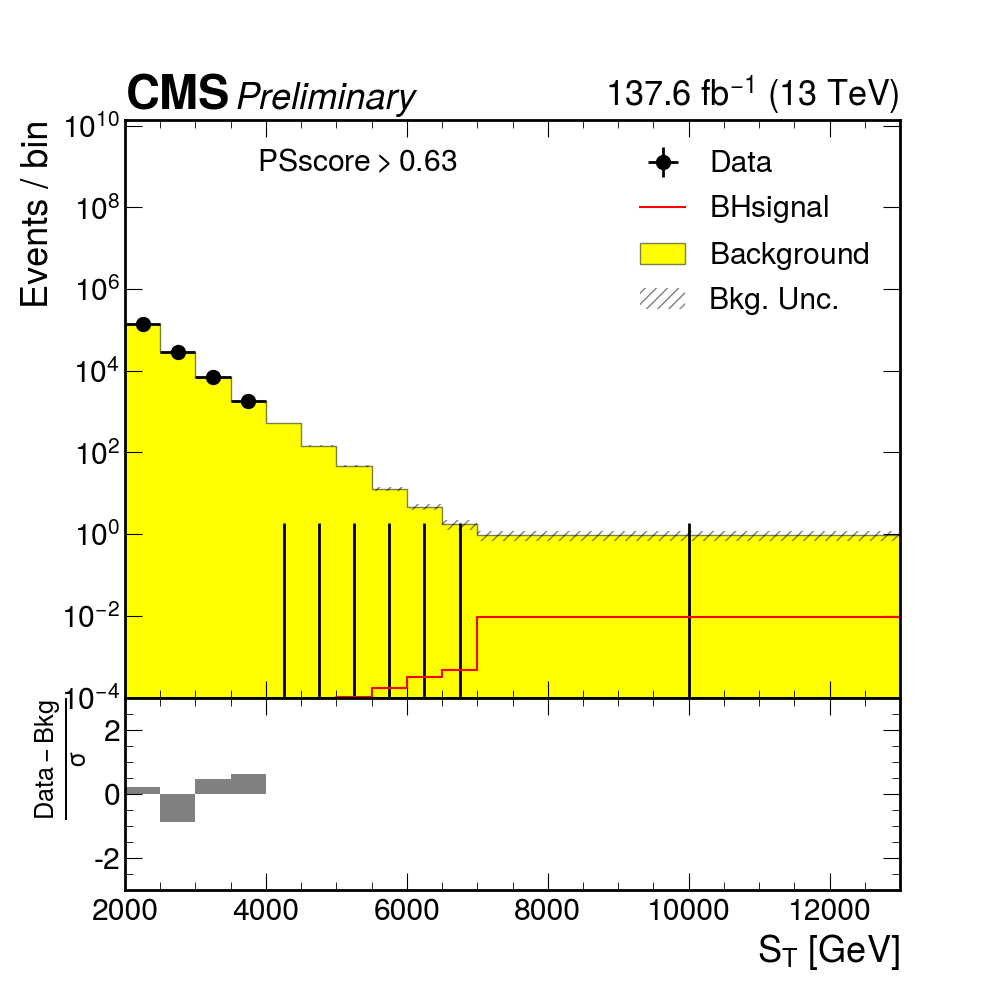 CMS Preliminary 137.6 fb⁻¹ (13 TeV)
Events / bin
PSscore > 0.63
Data
BHsignal
Background
Bkg. Unc.
10¹⁰
10⁸
10⁶
10⁴
10²
10⁰
10⁻²
10⁻⁴
Data – Bkg
σ
2
0
-2
2000 4000 6000 8000 10000 12000
S_T [GeV]